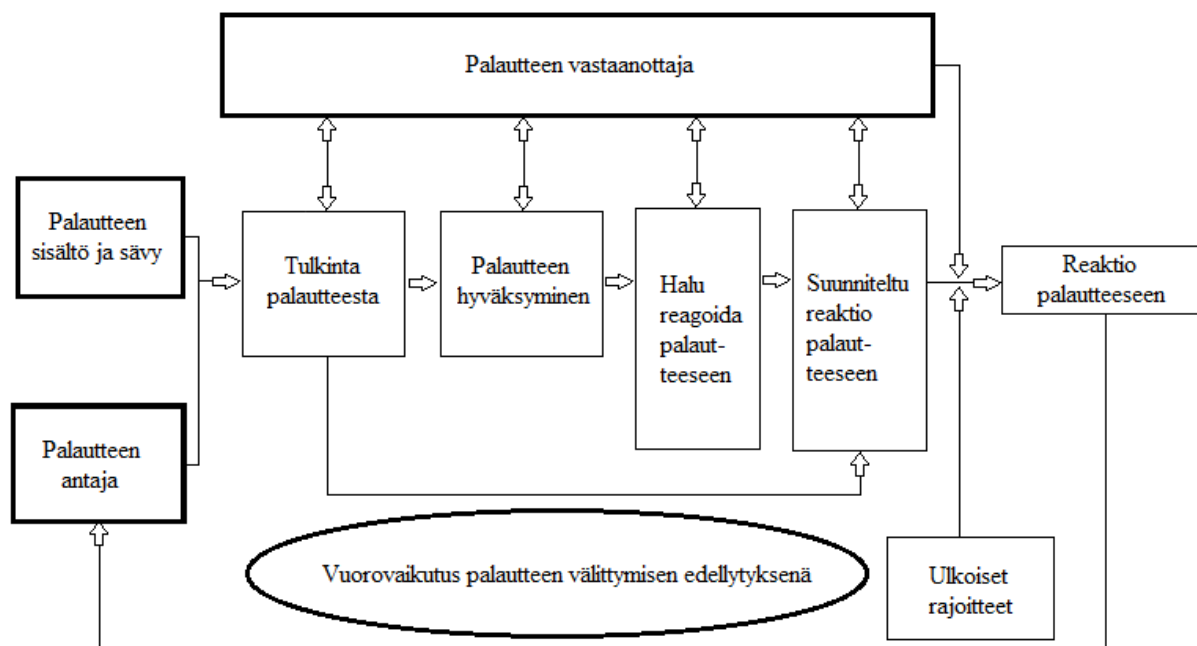 Palautteen vastaanottaja
Palautteen
sisältö ja sävy
Tulkinta
palautteesta
Palautteen
hyväksyminen
Halu
reagoida
palaut-
teeseen
Suunniteltu
reaktio
palaut-
teeseen
Reaktio
palautteeseen
Palautteen
antaja
Vuorovaikutus palautteen välittymisen edellytyksenä
Ulkoiset
rajoitteet